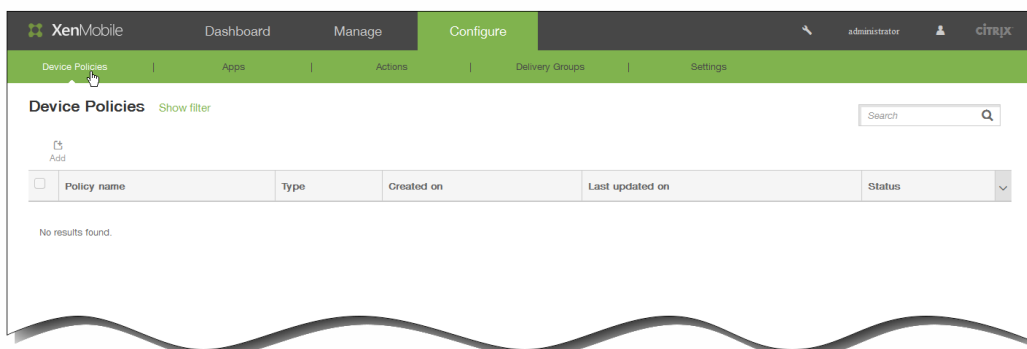 XenMobile Dashboard Manage Configure administrator CITRIX
Device Policies | Apps | Actions | Delivery Groups | Settings
Device Policies Show filter
Search
Add
Policy name Type Created on Last updated on Status
No results found.